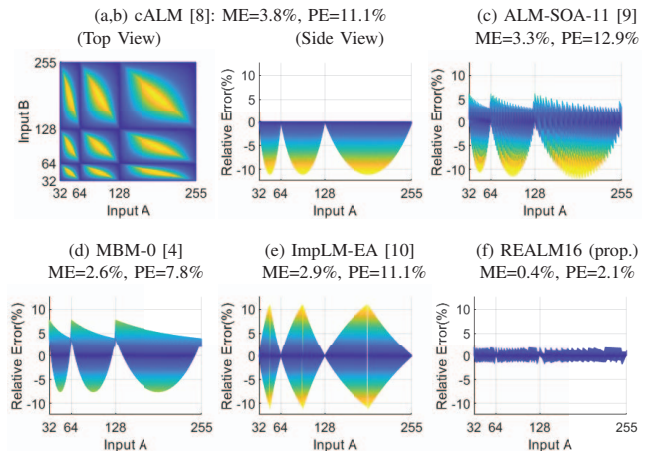 (a,b) cALM [8]: ME=3.8%, PE=11.1%
(Top View)
(Side View)
(c) ALM-SOA-11 [9]
ME=3.3%, PE=12.9%
255
128
64
32
Input B
32 64 128 255
Input A
Relative Error(%)
10
5
0
-5
-10
32 64 128 255
Input A
Relative Error(%)
10
5
0
-5
-10
32 64 128 255
Input A
(d) MBM-0 [4]
ME=2.6%, PE=7.8%
(e) ImpLM-EA [10]
ME=2.9%, PE=11.1%
(f) REALM16 (prop.)
ME=0.4%, PE=2.1%
Relative Error(%)
10
5
0
-5
-10
32 64 128 255
Input A
Relative Error(%)
10
5
0
-5
-10
32 64 128 255
Input A
Relative Error(%)
10
5
0
-5
-10
32 64 128 255
Input A